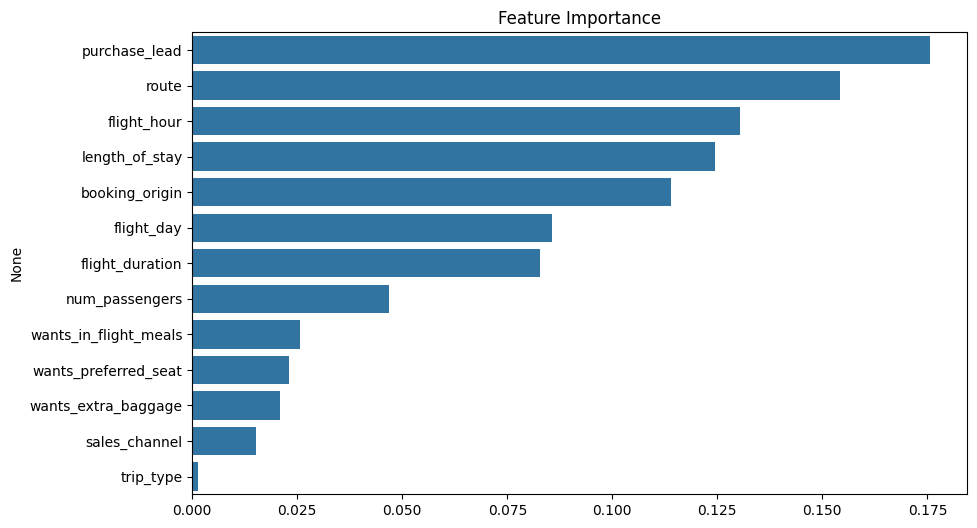 Feature Importance
purchase_lead
route
flight_hour
length_of_stay
booking_origin
flight_day
flight_duration
num_passengers
wants_in_flight_meals
wants_preferred_seat
wants_extra_baggage
sales_channel
trip_type
None
0.000 0.025 0.050 0.075 0.100 0.125 0.150 0.175